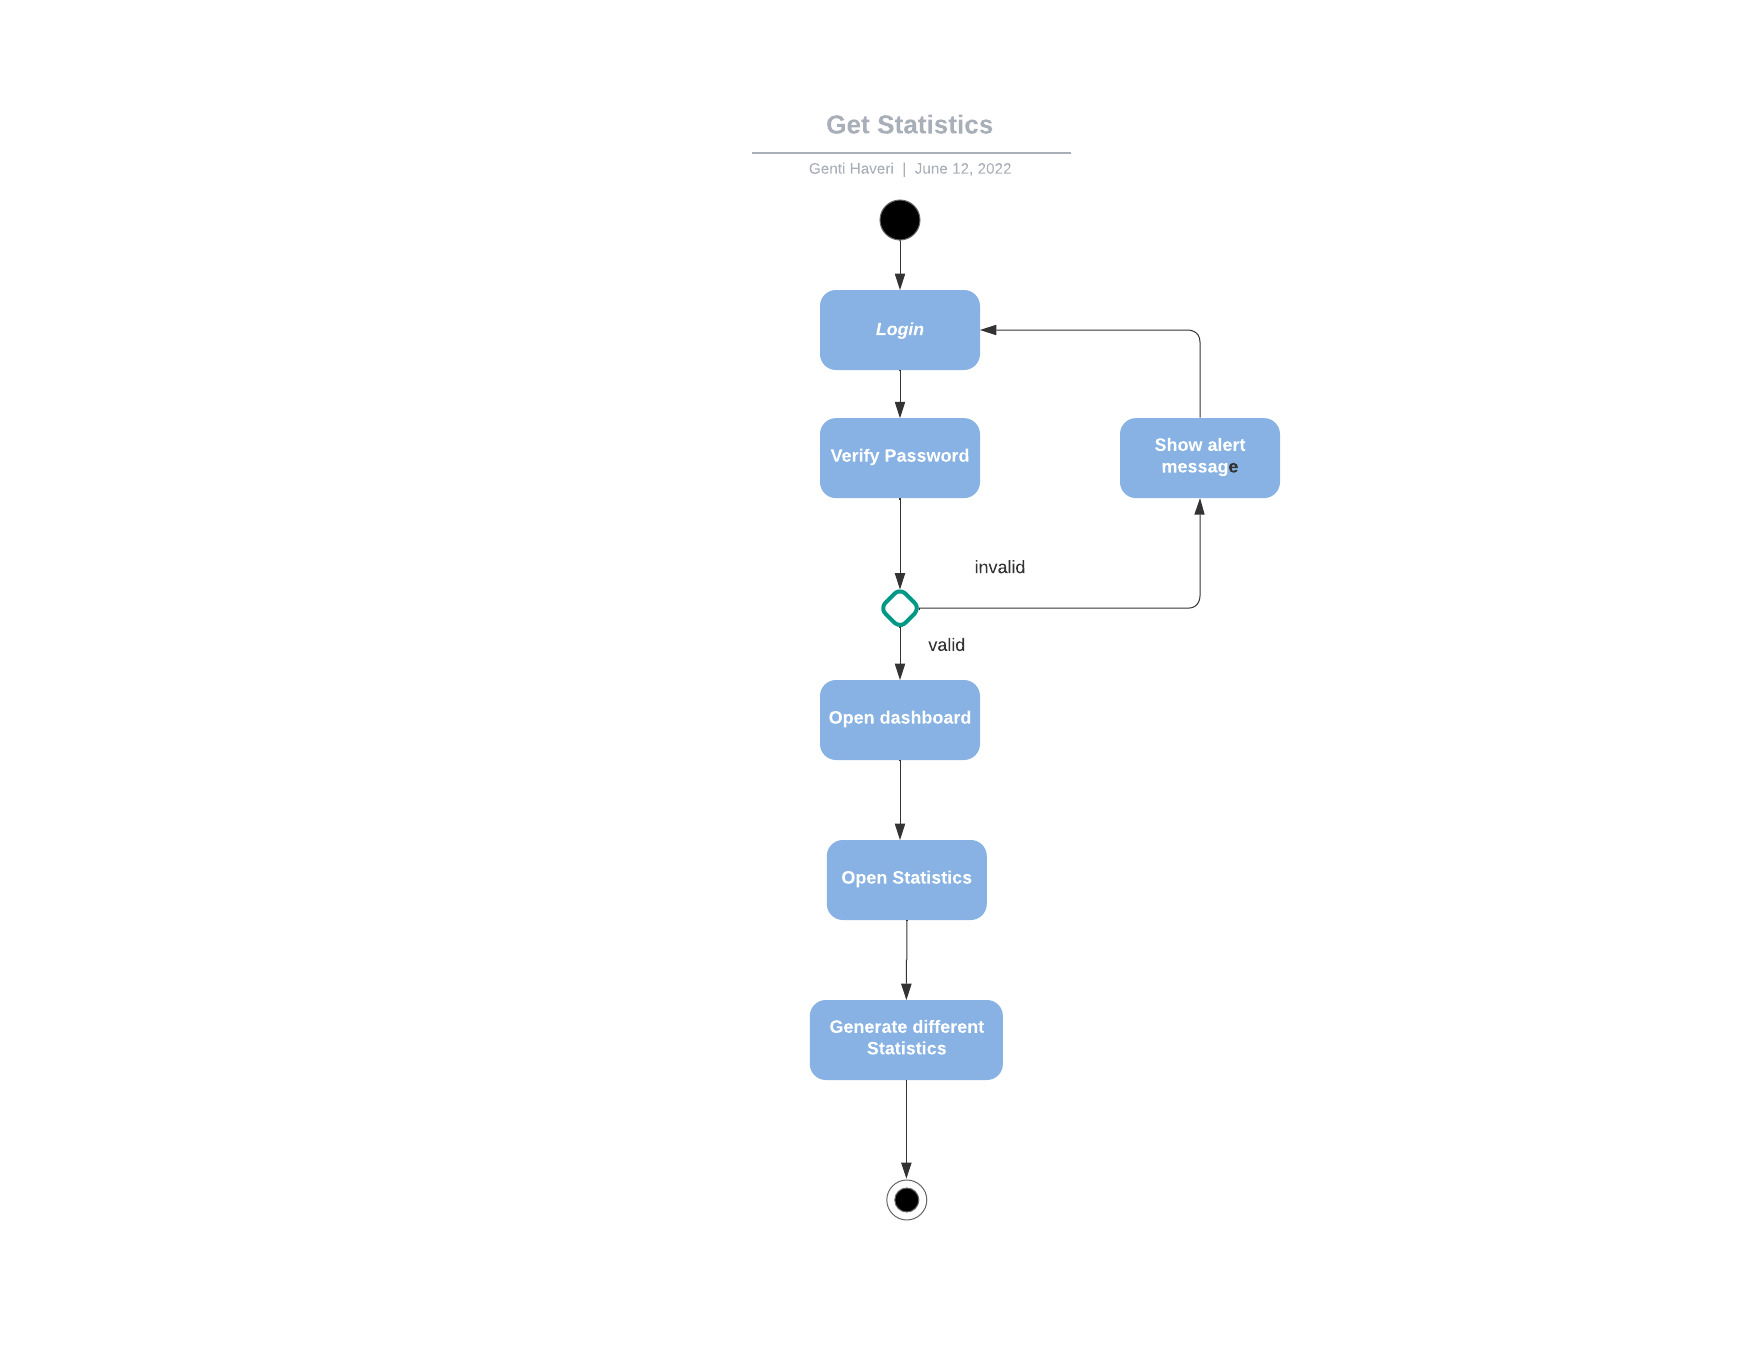 Get Statistics
Genti Haveri | June 12, 2022
Login
Verify Password
Show alert
message
invalid
valid
Open dashboard
Open Statistics
Generate different
Statistics